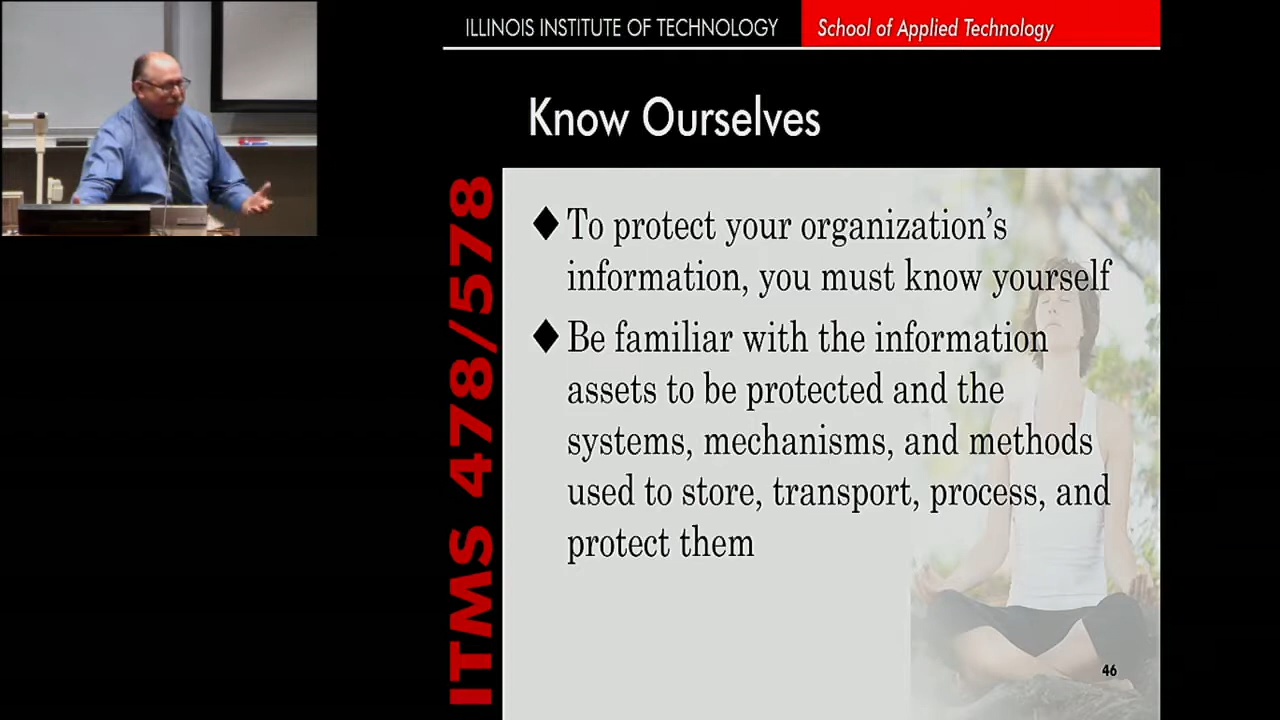 ILLINOIS INSTITUTE OF TECHNOLOGY School of Applied Technology
Know Ourselves
ITMS 478/578
♦ To protect your organization's
information, you must know yourself
♦ Be familiar with the information
assets to be protected and the
systems, mechanisms, and methods
used to store, transport, process, and
protect them
46